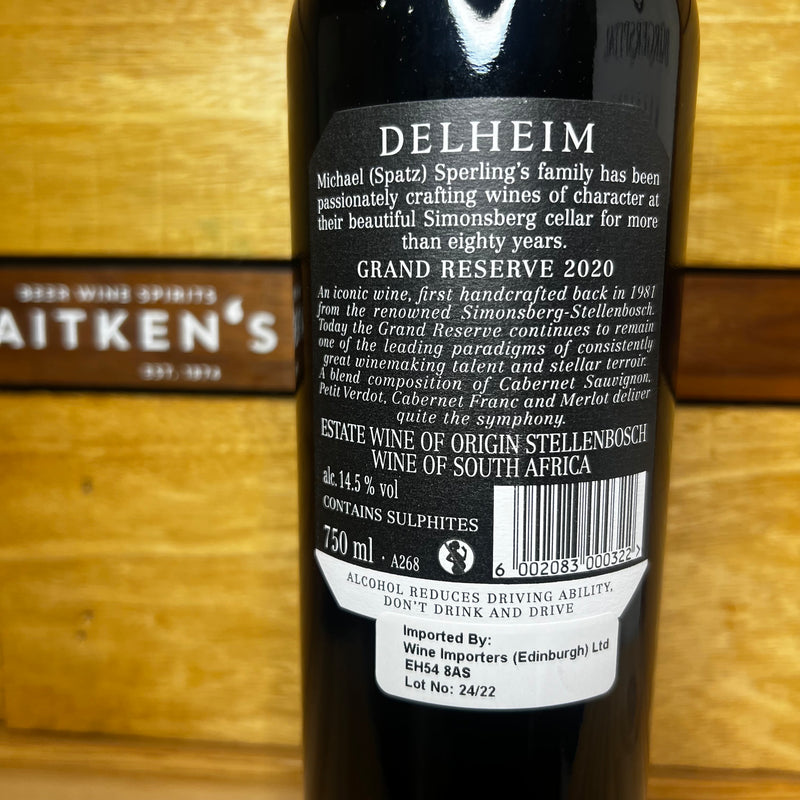 DELHEIM
Michael (Spatz) Sperling's family has been
passionately crafting wines of character at
their beautiful Simonsberg cellar for more
than eighty years.
GRAND RESERVE 2020
An iconic wine, first handcrafted back in 1981
from the renowned Simonsberg-Stellenbosch.
Today the Grand Reserve continues to remain
one of the leading paradigms of consistently
great winemaking talent and stellar terroir.
A blend composition of Cabernet Sauvignon,
Petit Verdot, Cabernet Franc and Merlot deliver
quite the symphony.
ESTATE WINE OF ORIGIN STELLENBOSCH
WINE OF SOUTH AFRICA
alc. 14.5 % vol
CONTAINS SULPHITES
750 ml · A268
6 002083 000322 >
ALCOHOL REDUCES DRIVING ABILITY,
DON'T DRINK AND DRIVE
Imported By:
Wine Importers (Edinburgh) Ltd
EH54 8AS
Lot No: 24/22
BEER WINE SPIRITS
AITKEN'S
EST. 1874